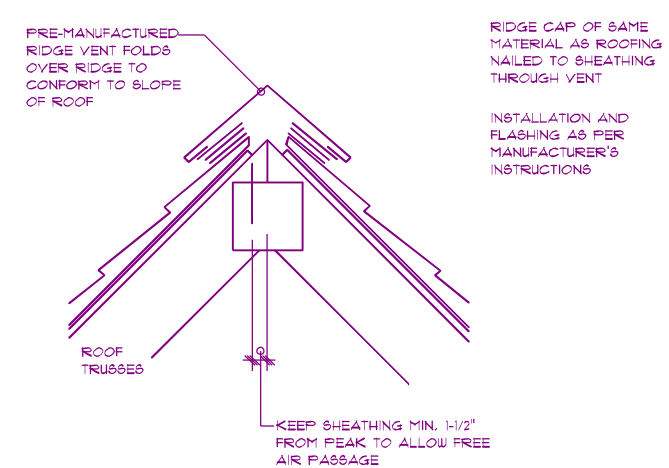 PRE-MANUFACTURED
RIDGE VENT FOLDS
OVER RIDGE TO
CONFORM TO SLOPE
OF ROOF
RIDGE CAP OF SAME
MATERIAL AS ROOFING
NAILED TO SHEATHING
THROUGH VENT
INSTALLATION AND
FLASHING AS PER
MANUFACTURER'S
INSTRUCTIONS
ROOF
TRUSSES
KEEP SHEATHING MIN. 1-1/2"
FROM PEAK TO ALLOW FREE
AIR PASSAGE